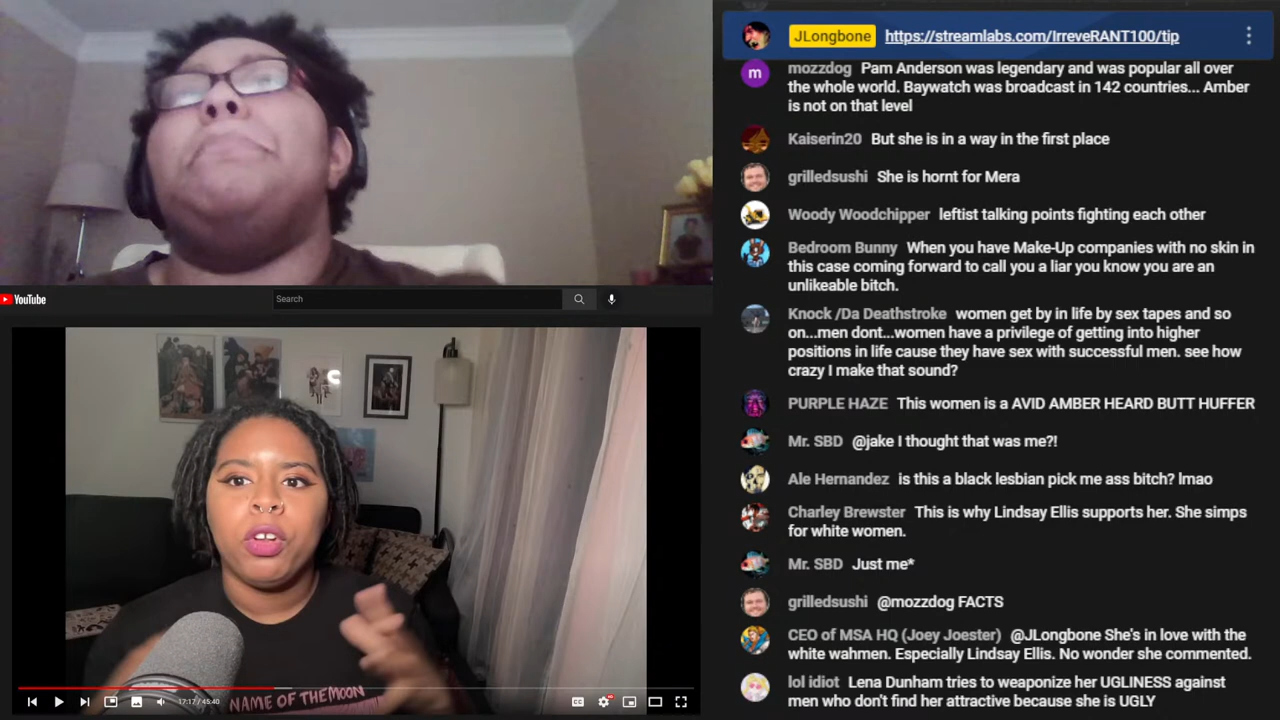 YouTube
Search
17:17 / 45:40
NAME OF THE MOON
JLongbone https://streamlabs.com/IrreveRANT100/tip
mozzdog Pam Anderson was legendary and was popular all over
the whole world. Baywatch was broadcast in 142 countries... Amber
is not on that level
Kaiserin20 But she is in a way in the first place
grilledsushi She is hornt for Mera
Woody Woodchipper leftist talking points fighting each other
Bedroom Bunny When you have Make-Up companies with no skin in
this case coming forward to call you a liar you know you are an
unlikeable bitch.
Knock /Da Deathstroke women get by in life by sex tapes and so
on...men dont...women have a privilege of getting into higher
positions in life cause they have sex with successful men. see how
crazy I make that sound?
PURPLE HAZE This women is a AVID AMBER HEARD BUTT HUFFER
Mr. SBD @jake I thought that was me?!
Ale Hernandez is this a black lesbian pick me ass bitch? lmao
Charley Brewster This is why Lindsay Ellis supports her. She simps
for white women.
Mr. SBD Just me*
grilledsushi @mozzdog FACTS
CEO of MSA HQ (Joey Joester) @JLongbone She's in love with the
white wahmen. Especially Lindsay Ellis. No wonder she commented.
lol idiot Lena Dunham tries to weaponize her UGLINESS against
men who don't find her attractive because she is UGLY
m
CC